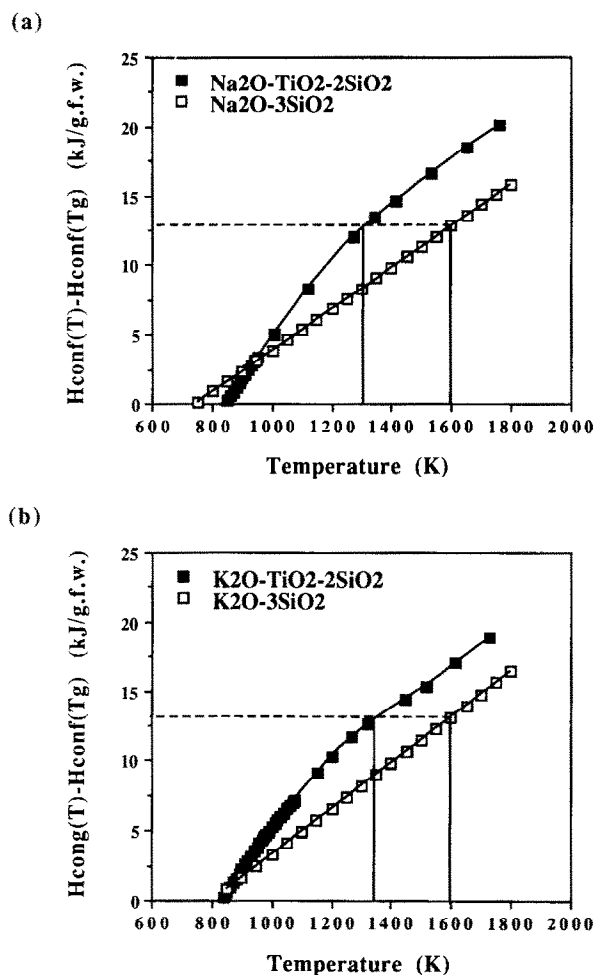 (a)
Hconf(T)-Hconf(Tg) (kJ/g.f.w.)
25
20
15
10
5
0
Na2O-TiO2-2SiO2
Na2O-3SiO2
600 800 1000 1200 1400 1600 1800 2000
Temperature (K)
(b)
Hcong(T)-Hconf(Tg) (kJ/g.f.w.)
25
20
15
10
5
0
K2O-TiO2-2SiO2
K2O-3SiO2
600 800 1000 1200 1400 1600 1800 2000
Temperature (K)